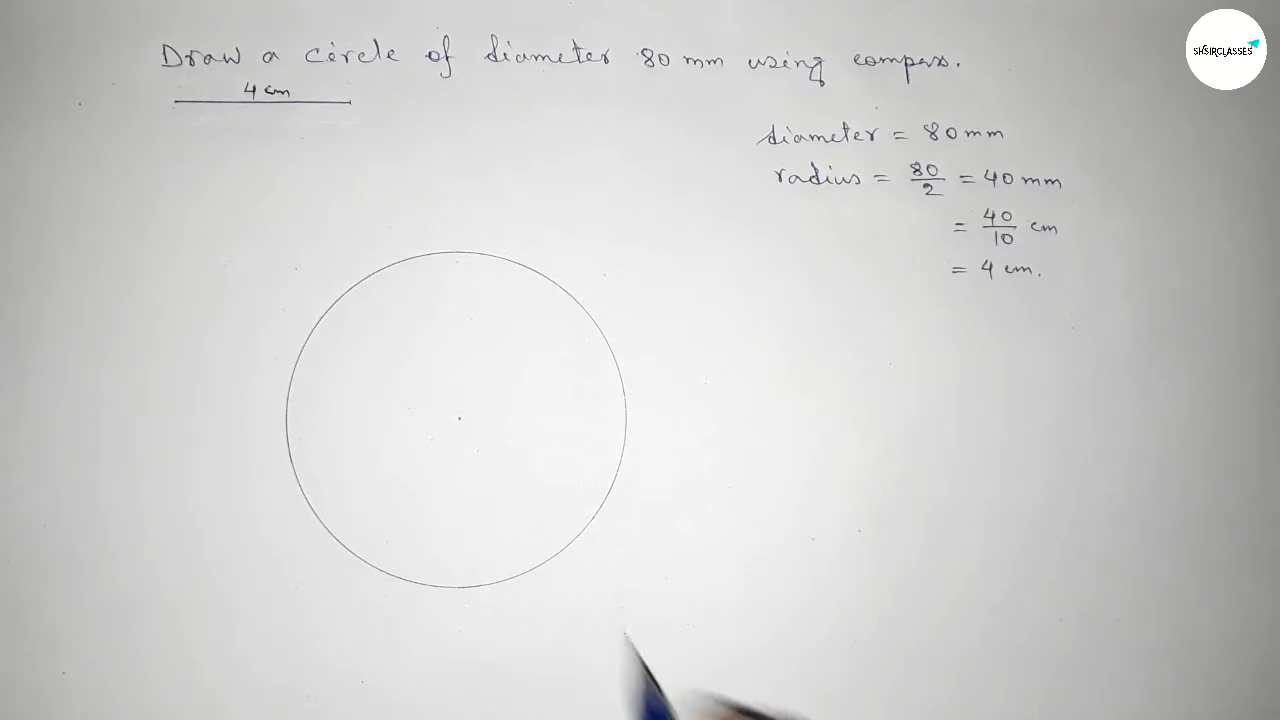 Draw a circle of diameter 80 mm using compass.
4 cm
diameter = 80 mm
radius = 80/2 = 40 mm
= 40/10 cm
= 4 cm.
SHSIRCLASSES